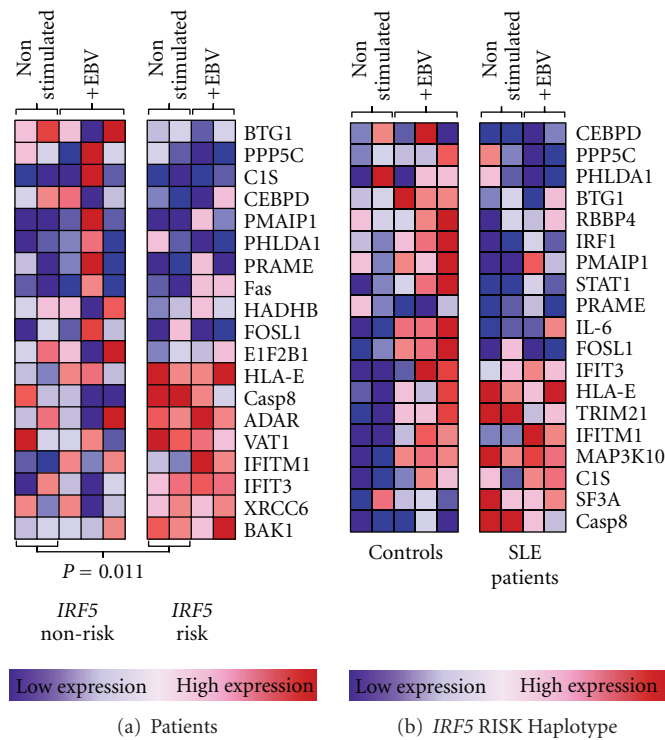 Non stimulated
+EBV
Non stimulated
+EBV
BTG1
PPP5C
C1S
CEBPD
PMAIP1
PHLDA1
PRAME
Fas
HADHB
FOSL1
E1F2B1
HLA-E
Casp8
ADAR
VAT1
IFITM1
IFIT3
XRCC6
BAK1
P = 0.011
IRF5
non-risk
IRF5
risk
Low expression
High expression
(a) Patients
Non stimulated
+EBV
Non stimulated
+EBV
CEBPD
PPP5C
PHLDA1
BTG1
RBBP4
IRF1
PMAIP1
STAT1
PRAME
IL-6
FOSL1
IFIT3
HLA-E
TRIM21
IFITM1
MAP3K10
C1S
SF3A
Casp8
Controls
SLE
patients
Low expression
High expression
(b) IRF5 RISK Haplotype